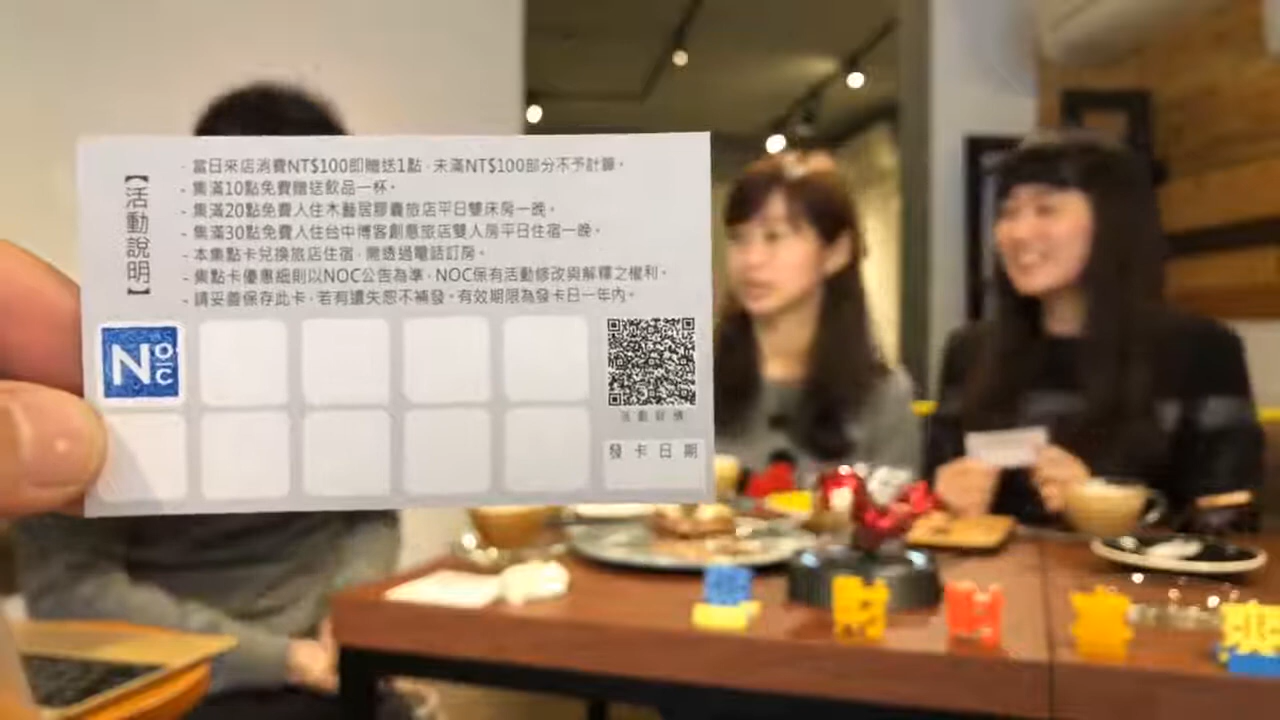 【活動說明】
- 當日來店消費NT$100即贈送1點，未滿NT$100部分不予計算。
- 集滿10點免費贈送飲品一杯。
- 集滿20點免費入住木藝居膠囊旅店平日雙床房一晚。
- 集滿30點免費入住台中博客創意旅店雙人房平日住宿一晚。
- 本集點卡兌換旅店住宿，需透過電話訂房。
- 集點卡優惠細則以NOC公告為準，NOC保有活動修改與解釋之權利。
- 請妥善保存此卡，若有遺失恕不補發。有效期限為發卡日一年內。
NOC
活動詳情
發卡日期